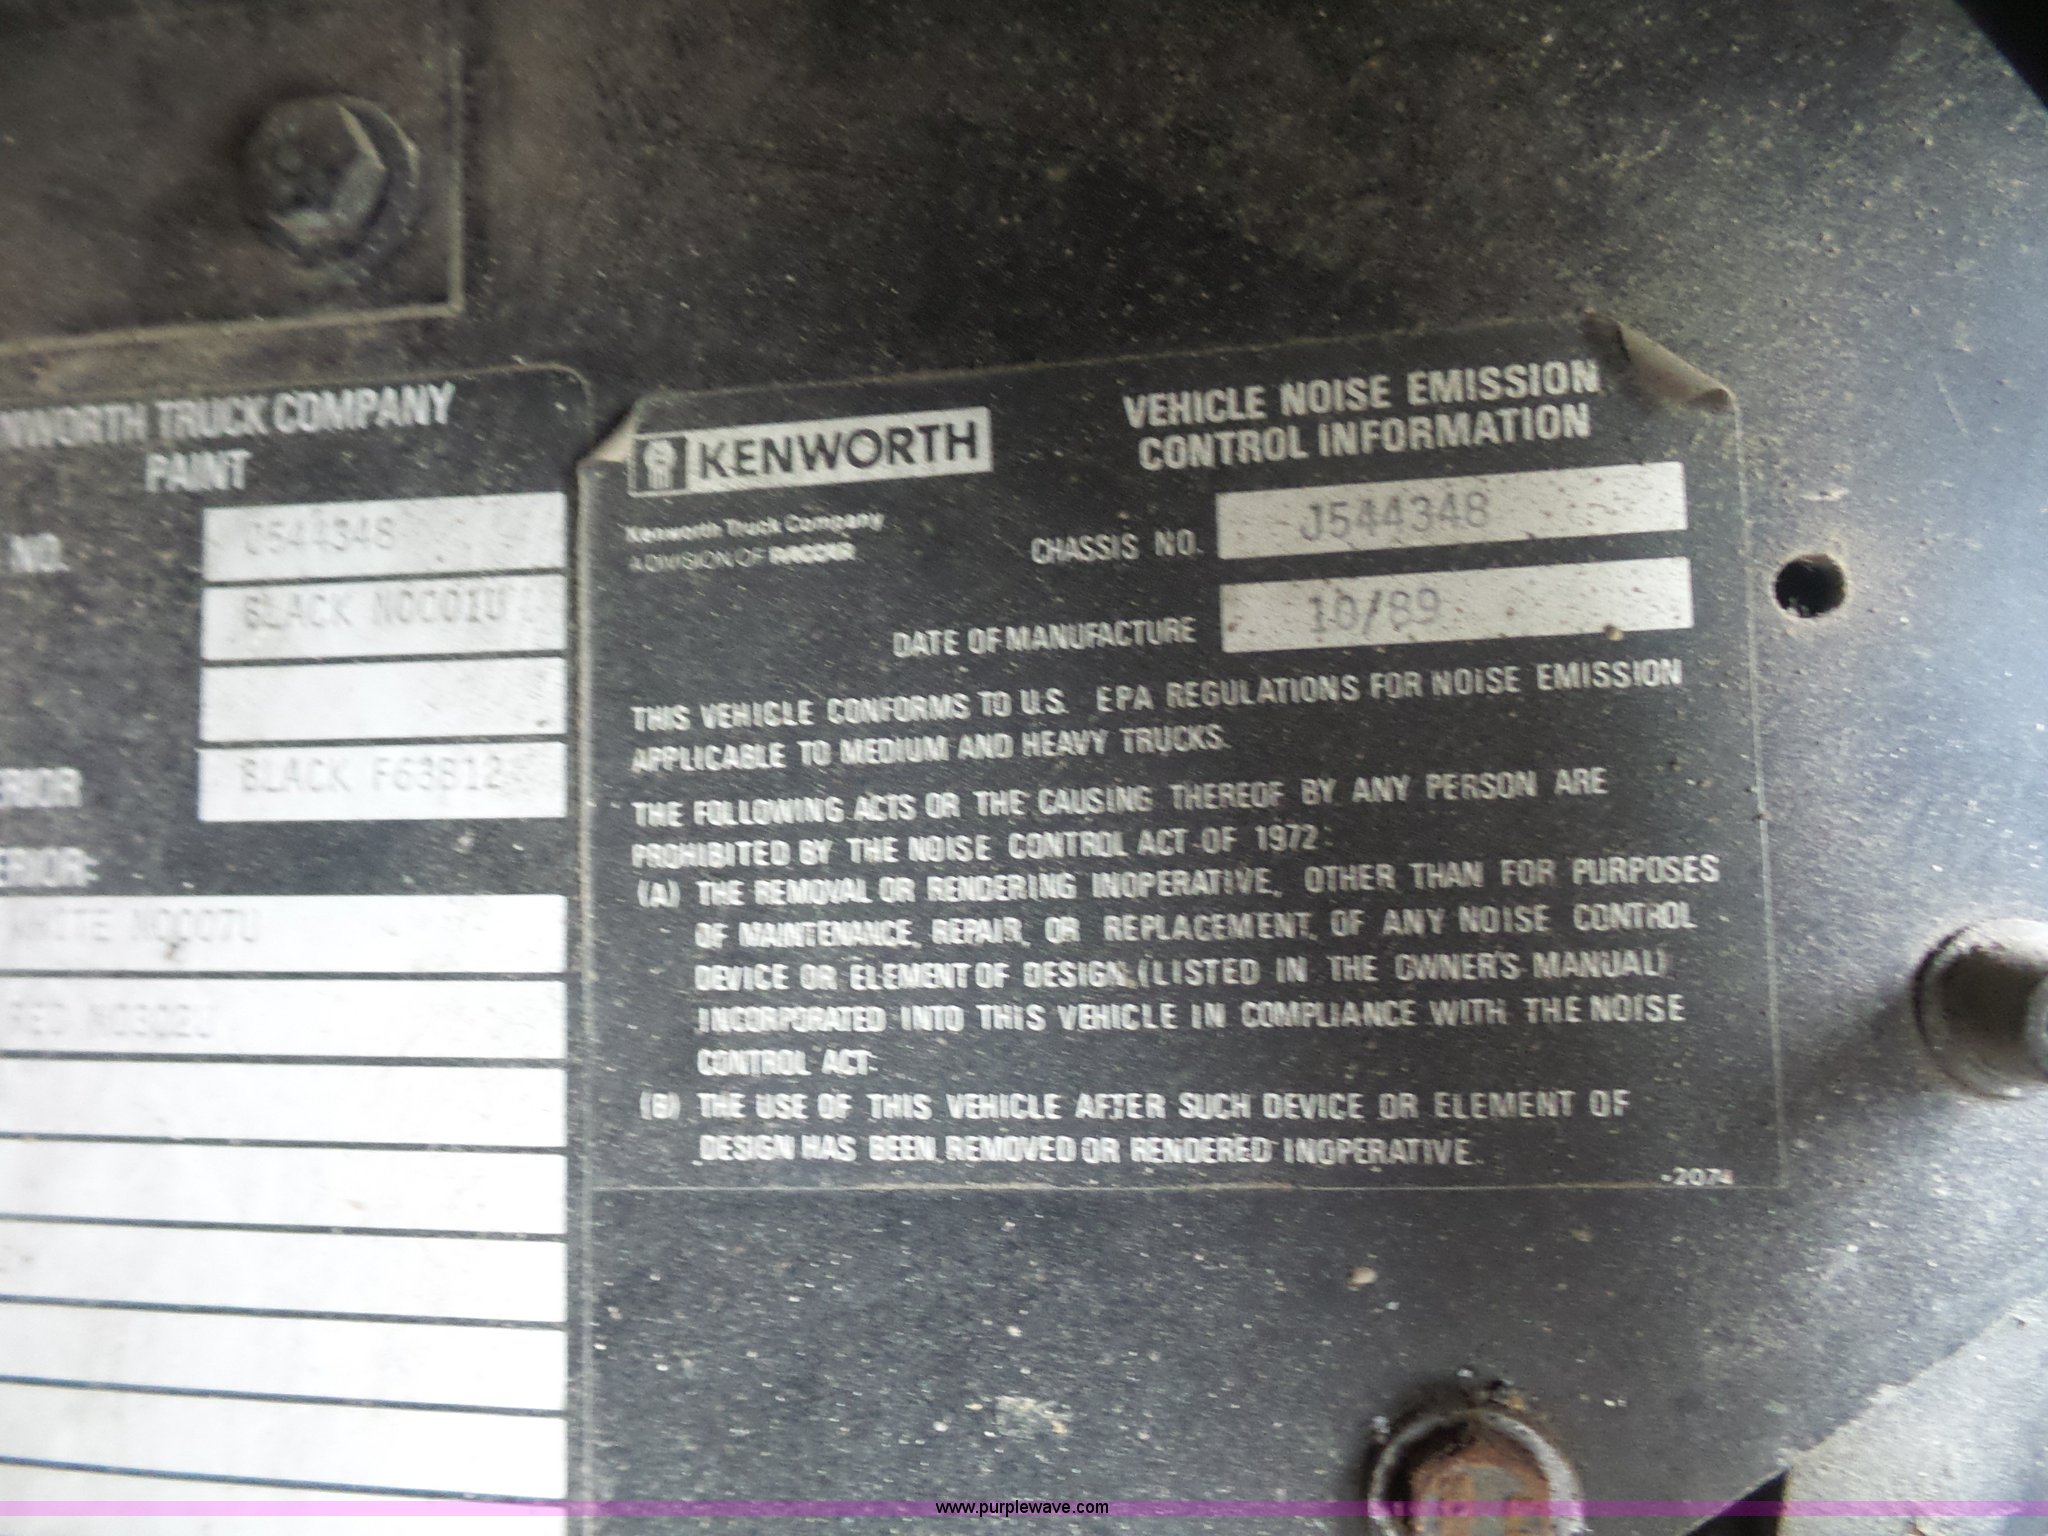 NWORTH TRUCK COMPANY
PAINT
NO. J544348
BLACK N0001U
ERIOR BLACK F63812
ERIOR:
WHITE N0007U
RED N0302U
KENWORTH
Kenworth Truck Company
A DIVISION OF PACCAR
VEHICLE NOISE EMISSION
CONTROL INFORMATION
CHASSIS NO. J544348
DATE OF MANUFACTURE 10/89
THIS VEHICLE CONFORMS TO U.S. EPA REGULATIONS FOR NOISE EMISSION
APPLICABLE TO MEDIUM AND HEAVY TRUCKS.
THE FOLLOWING ACTS OR THE CAUSING THEREOF BY ANY PERSON ARE
PROHIBITED BY THE NOISE CONTROL ACT OF 1972:
(A) THE REMOVAL OR RENDERING INOPERATIVE, OTHER THAN FOR PURPOSES
OF MAINTENANCE, REPAIR, OR REPLACEMENT, OF ANY NOISE CONTROL
DEVICE OR ELEMENT OF DESIGN (LISTED IN THE OWNER'S MANUAL)
INCORPORATED INTO THIS VEHICLE IN COMPLIANCE WITH THE NOISE
CONTROL ACT:
(B) THE USE OF THIS VEHICLE AFTER SUCH DEVICE OR ELEMENT OF
DESIGN HAS BEEN REMOVED OR RENDERED INOPERATIVE.
www.purplewave.com